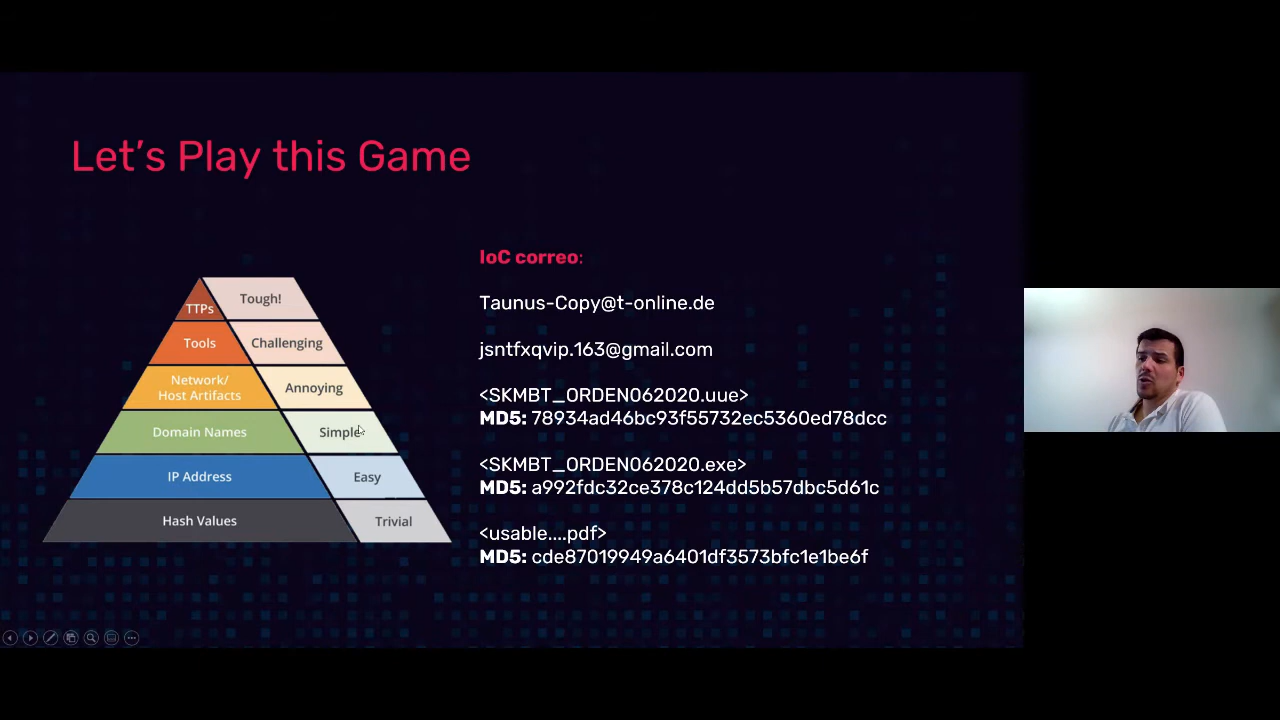 Let's Play this Game
TTPs
Tough!
Tools
Challenging
Network/
Host Artifacts
Annoying
Domain Names
Simple
IP Address
Easy
Hash Values
Trivial
IoC correo:
Taunus-Copy@t-online.de
jsntfxqvip.163@gmail.com
<SKMBT_ORDEN062020.uue>
MD5: 78934ad46bc93f55732ec5360ed78dcc
<SKMBT_ORDEN062020.exe>
MD5: a992fdc32ce378c124dd5b57dbc5d61c
<usable....pdf>
MD5: cde87019949a6401df3573bfc1e1be6f